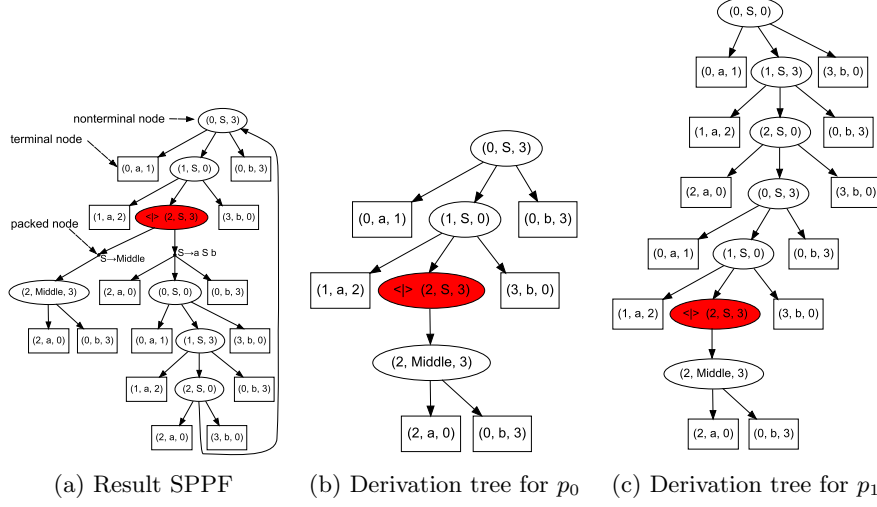 nonterminal node
(0, S, 3)
terminal node
(0, a, 1)
(1, S, 0)
(0, b, 3)
(1, a, 2)
<|> (2, S, 3)
(3, b, 0)
packed node
S→Middle
S→a S b
(2, Middle, 3)
(2, a, 0)
(0, S, 0)
(0, b, 3)
(2, a, 0)
(0, b, 3)
(0, a, 1)
(1, S, 3)
(3, b, 0)
(1, a, 2)
(2, S, 0)
(0, b, 3)
(2, a, 0)
(3, b, 0)
(a) Result SPPF
(0, S, 3)
(0, a, 1)
(1, S, 0)
(0, b, 3)
(1, a, 2)
<|> (2, S, 3)
(3, b, 0)
(2, Middle, 3)
(2, a, 0)
(0, b, 3)
(b) Derivation tree for p0
(0, S, 0)
(0, a, 1)
(1, S, 3)
(3, b, 0)
(1, a, 2)
(2, S, 0)
(0, b, 3)
(2, a, 0)
(0, S, 3)
(3, b, 0)
(0, a, 1)
(1, S, 0)
(0, b, 3)
(1, a, 2)
<|> (2, S, 3)
(3, b, 0)
(2, Middle, 3)
(2, a, 0)
(0, b, 3)
(c) Derivation tree for p1